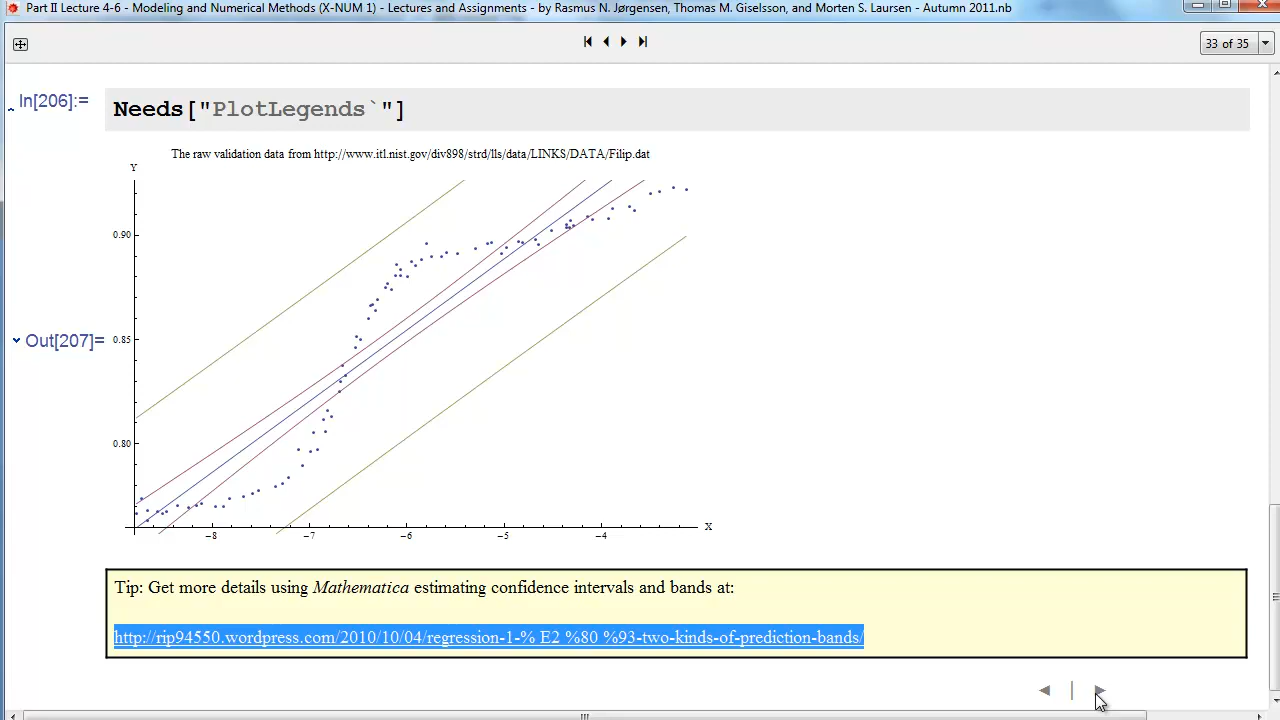 Part II Lecture 4-6 - Modeling and Numerical Methods (X-NUM 1) - Lectures and Assignments - by Rasmus N. Jørgensen, Thomas M. Giselsson, and Morten S. Laursen - Autumn 2011.nb
33 of 35
In[206]:=
Needs["PlotLegends`"]
The raw validation data from http://www.itl.nist.gov/div898/strd/lls/data/LINKS/DATA/Filip.dat
Y
0.90
Out[207]=
0.85
0.80
X
-8 -7 -6 -5 -4
Tip: Get more details using Mathematica estimating confidence intervals and bands at:
http://rip94550.wordpress.com/2010/10/04/regression-1-% E2 %80 %93-two-kinds-of-prediction-bands/